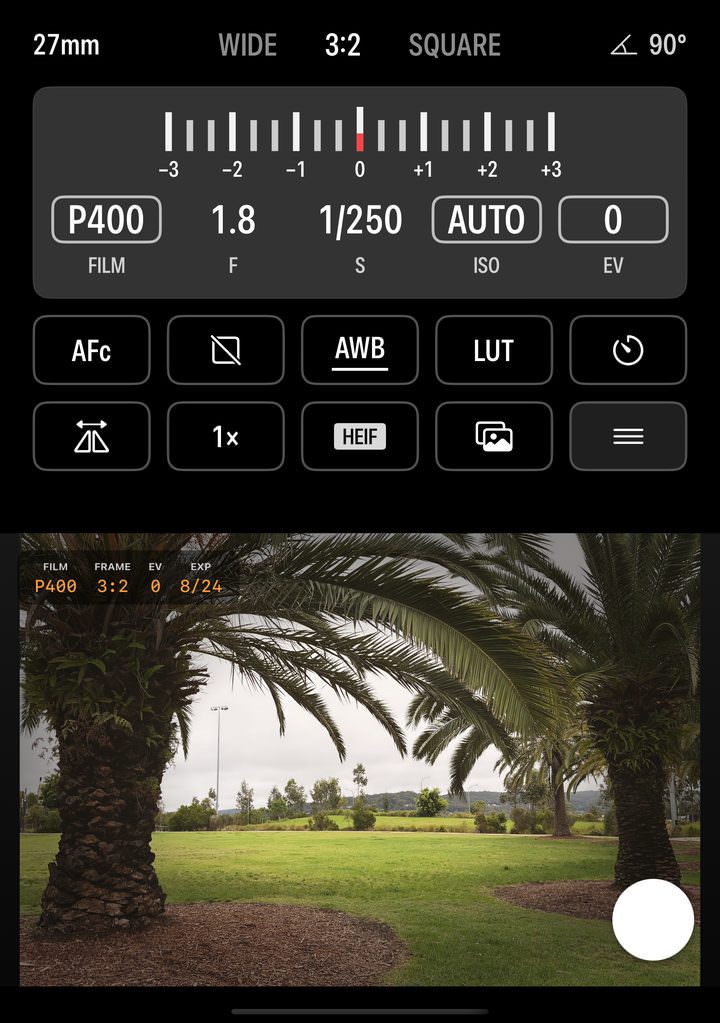 27mm WIDE 3:2 SQUARE 90°
−3 −2 −1 0 +1 +2 +3
P400 1.8 1/250 AUTO 0
FILM F S ISO EV
AFc AWB LUT
1× HEIF
FILM FRAME EV EXP
P400 3:2 0 8/24